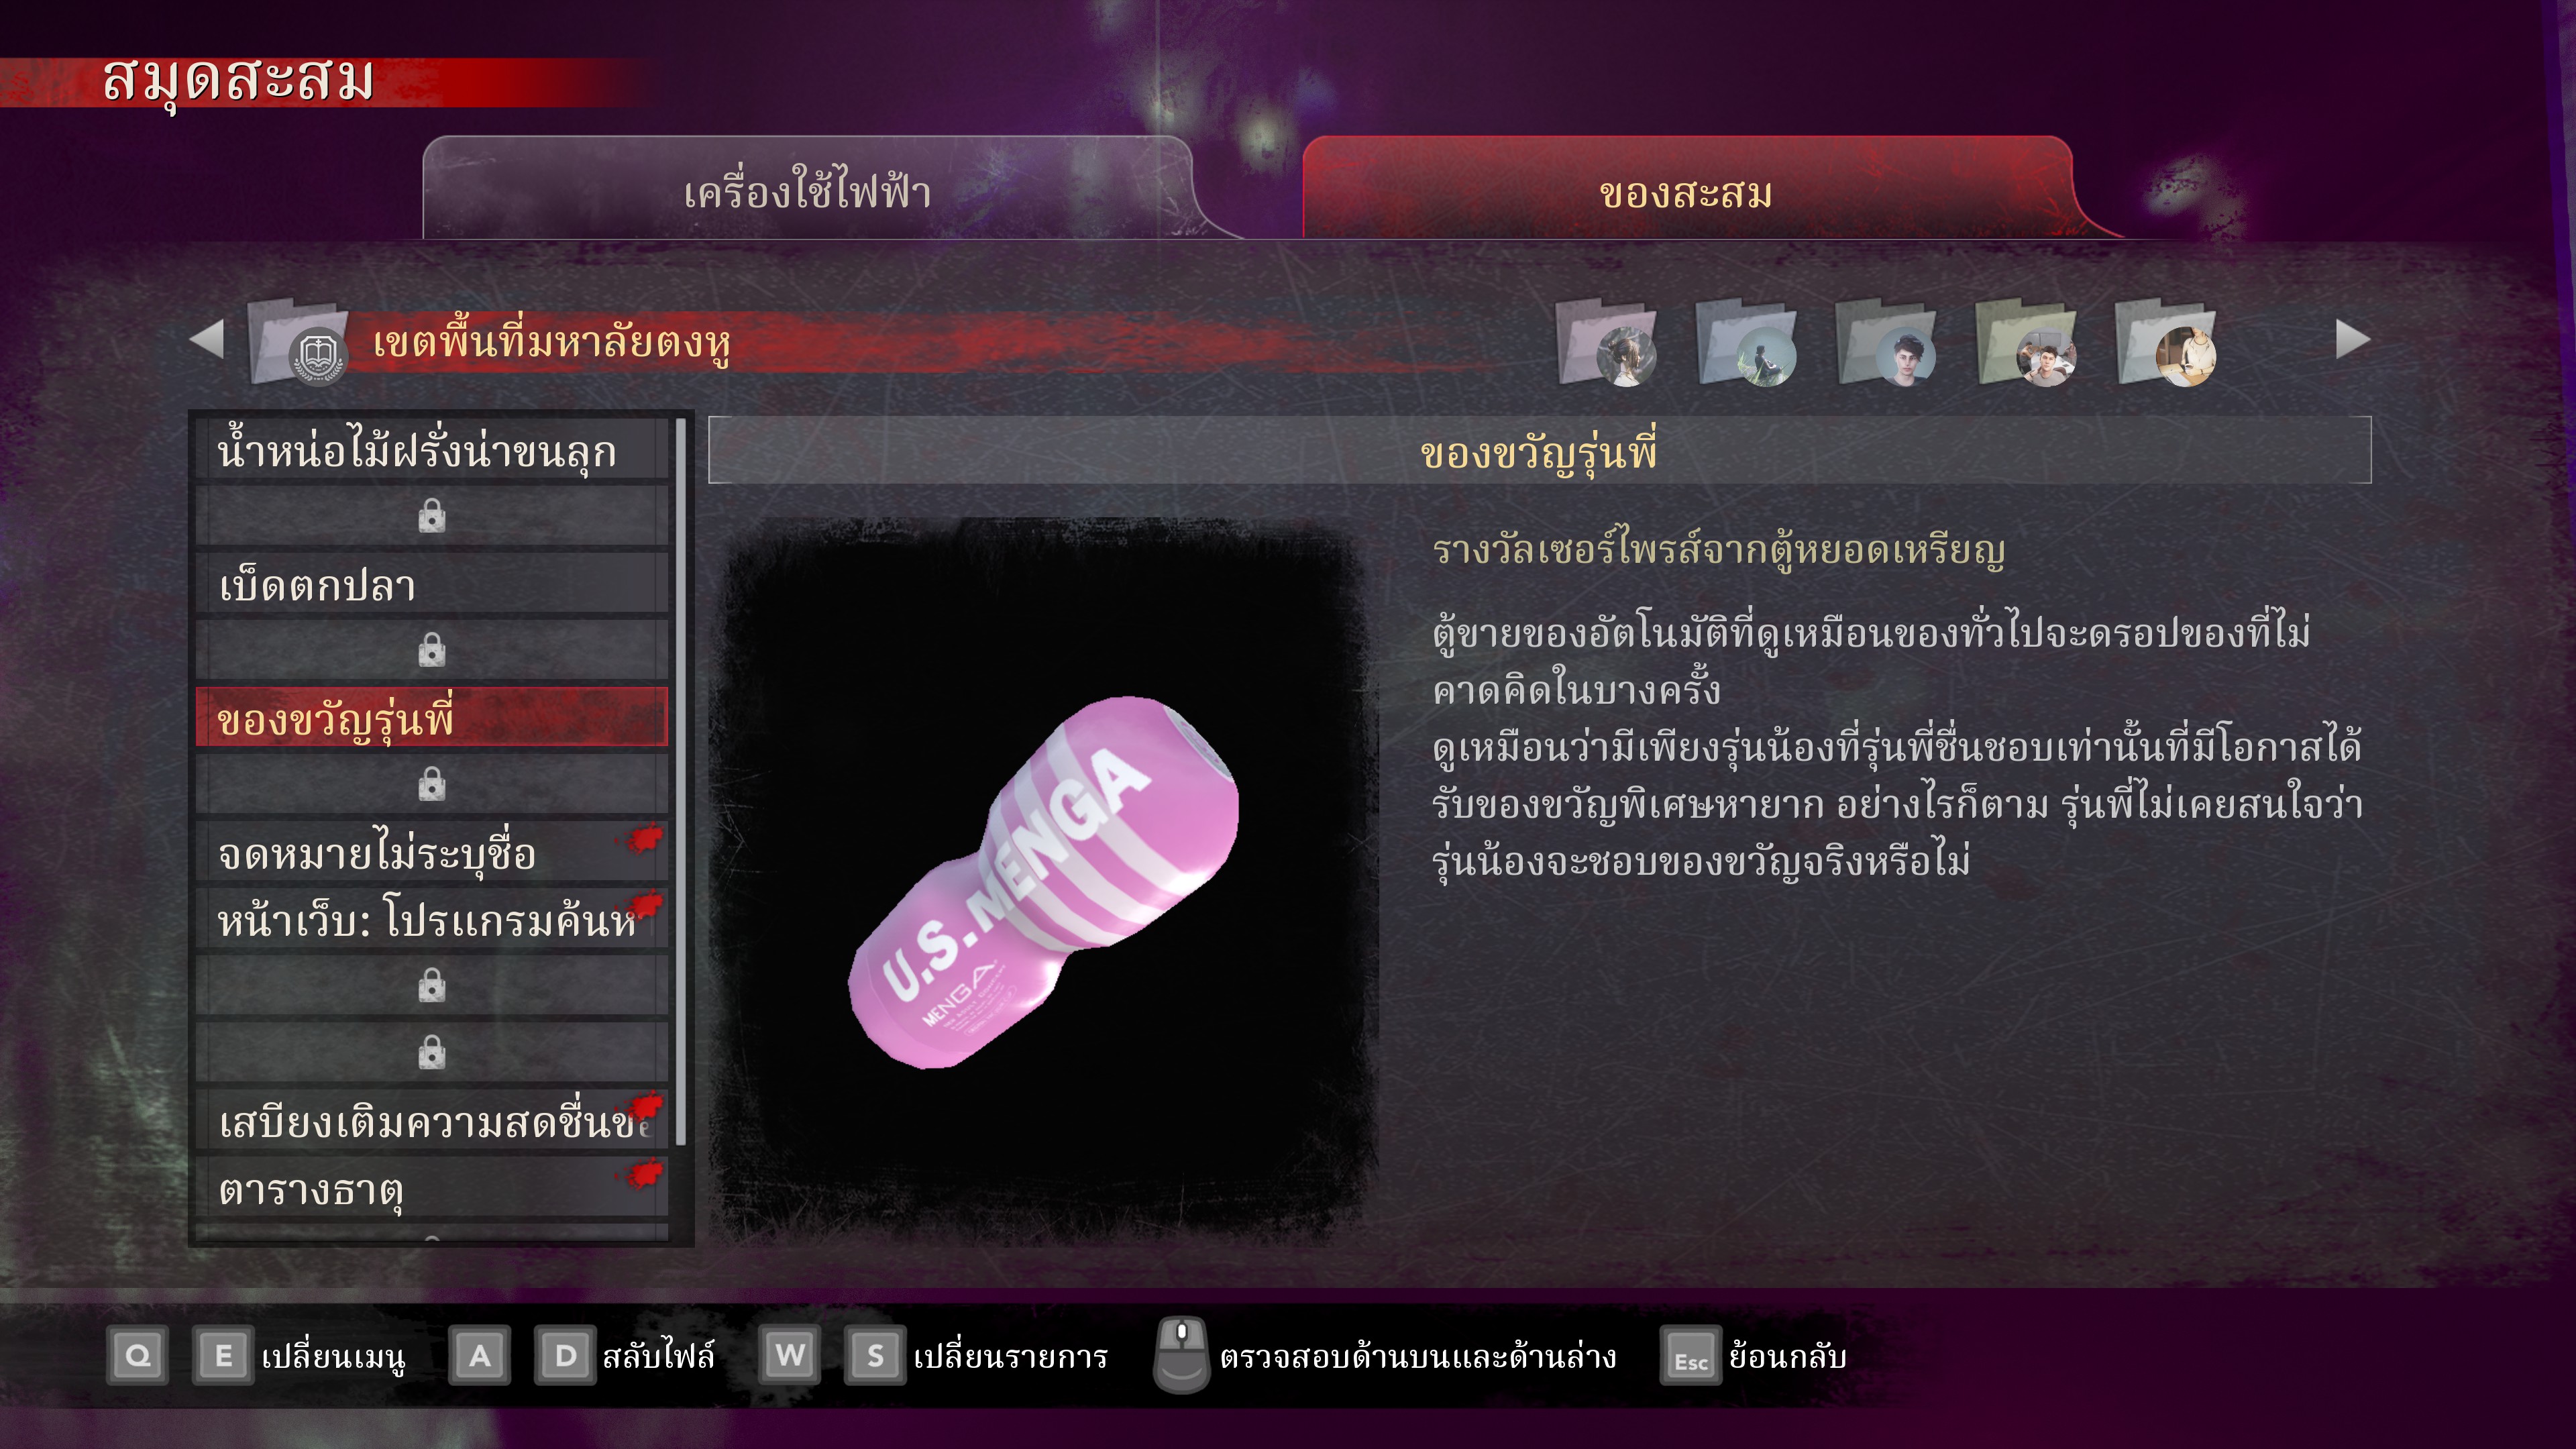 สมุดสะสม
เครื่องใช้ไฟฟ้า
ของสะสม
เขตพื้นที่มหาลัยตงหู
น้ำหน่อไม้ฝรั่งน่าขนลุก
เบ็ดตกปลา
ของขวัญรุ่นพี่
จดหมายไม่ระบุชื่อ
หน้าเว็บ: โปรแกรมค้นห
เสบียงเติมความสดชื่นข
ตารางธาตุ
ของขวัญรุ่นพี่
U.S.MENGA
MENGA
รางวัลเซอร์ไพรส์จากตู้หยอดเหรียญ
ตู้ขายของอัตโนมัติที่ดูเหมือนของทั่วไปจะดรอปของที่ไม่
คาดคิดในบางครั้ง
ดูเหมือนว่ามีเพียงรุ่นน้องที่รุ่นพี่ชื่นชอบเท่านั้นที่มีโอกาสได้
รับของขวัญพิเศษหายาก อย่างไรก็ตาม รุ่นพี่ไม่เคยสนใจว่า
รุ่นน้องจะชอบของขวัญจริงหรือไม่
Q E เปลี่ยนเมนู A D สลับไฟล์ W S เปลี่ยนรายการ ตรวจสอบด้านบนและด้านล่าง Esc ย้อนกลับ